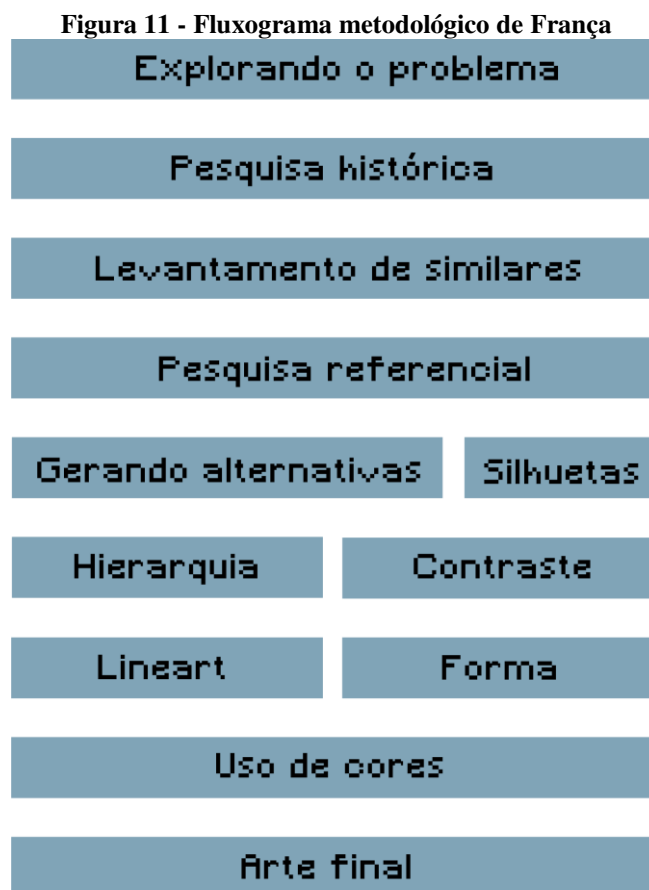 Figura 11 - Fluxograma metodológico de França
Explorando o problema
Pesquisa histórica
Levantamento de similares
Pesquisa referencial
Gerando alternativas
Silhuetas
Hierarquia
Contraste
Lineart
Forma
Uso de cores
Arte final